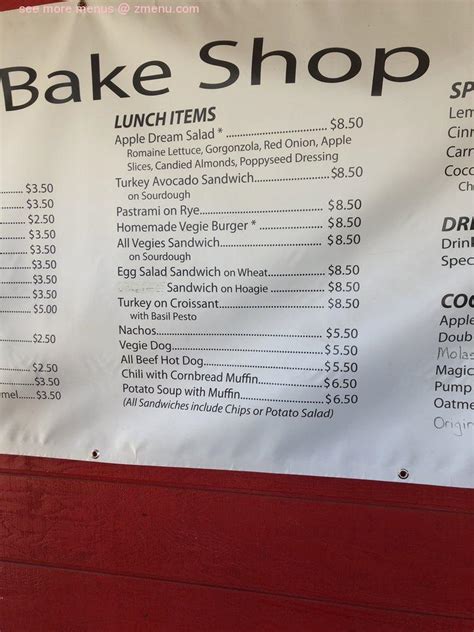 see more menus @ zmenu.com
Bake Shop
$3.50
$3.50
$2.50
$3.50
$3.50
$3.50
$5.00
$2.50
$3.50
$3.50
$3.50
LUNCH ITEMS
Apple Dream Salad * $8.50
Romaine Lettuce, Gorgonzola, Red Onion, Apple
Slices, Candied Almonds, Poppyseed Dressing
Turkey Avocado Sandwich $8.50
on Sourdough
Pastrami on Rye $8.50
Homemade Vegie Burger * $8.50
All Vegies Sandwich $8.50
on Sourdough
Egg Salad Sandwich on Wheat $8.50
Sandwich on Hoagie $8.50
Turkey on Croissant $8.50
with Basil Pesto
Nachos $5.50
Vegie Dog $5.50
All Beef Hot Dog $5.50
Chili with Cornbread Muffin $6.50
Potato Soup with Muffin $6.50
(All Sandwiches include Chips or Potato Salad)
SP
Lem
Cinn
Carr
Coco
Ch
DRI
Drin
Spec
COO
Apple
Doub
Molas
Magic
Pump
Oatme
Origin